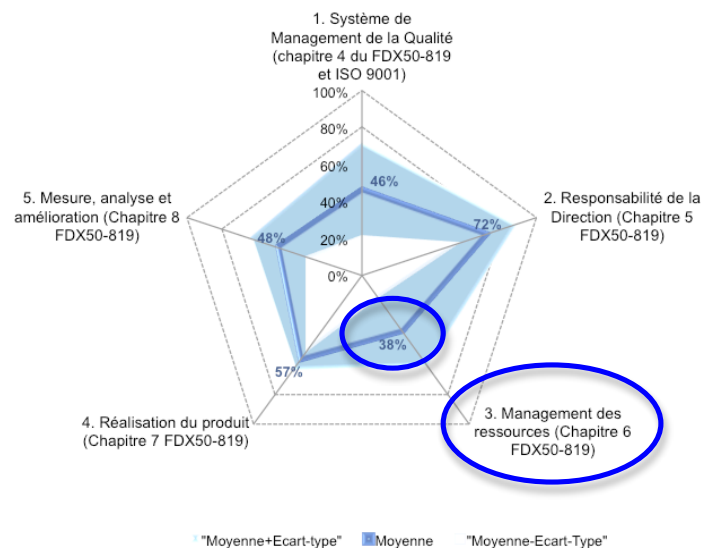 1. Système de
Management de la Qualité
(chapitre 4 du FDX50-819
et ISO 9001)
100%
80%
60%
46%
40%
20%
0%
5. Mesure, analyse et
amélioration (Chapitre 8
FDX50-819)
48%
2. Responsabilité de la
Direction (Chapitre 5
FDX50-819)
72%
38%
57%
4. Réalisation du produit
(Chapitre 7 FDX50-819)
3. Management des
ressources (Chapitre 6
FDX50-819)
"Moyenne+Ecart-type" Moyenne "Moyenne-Ecart-Type"